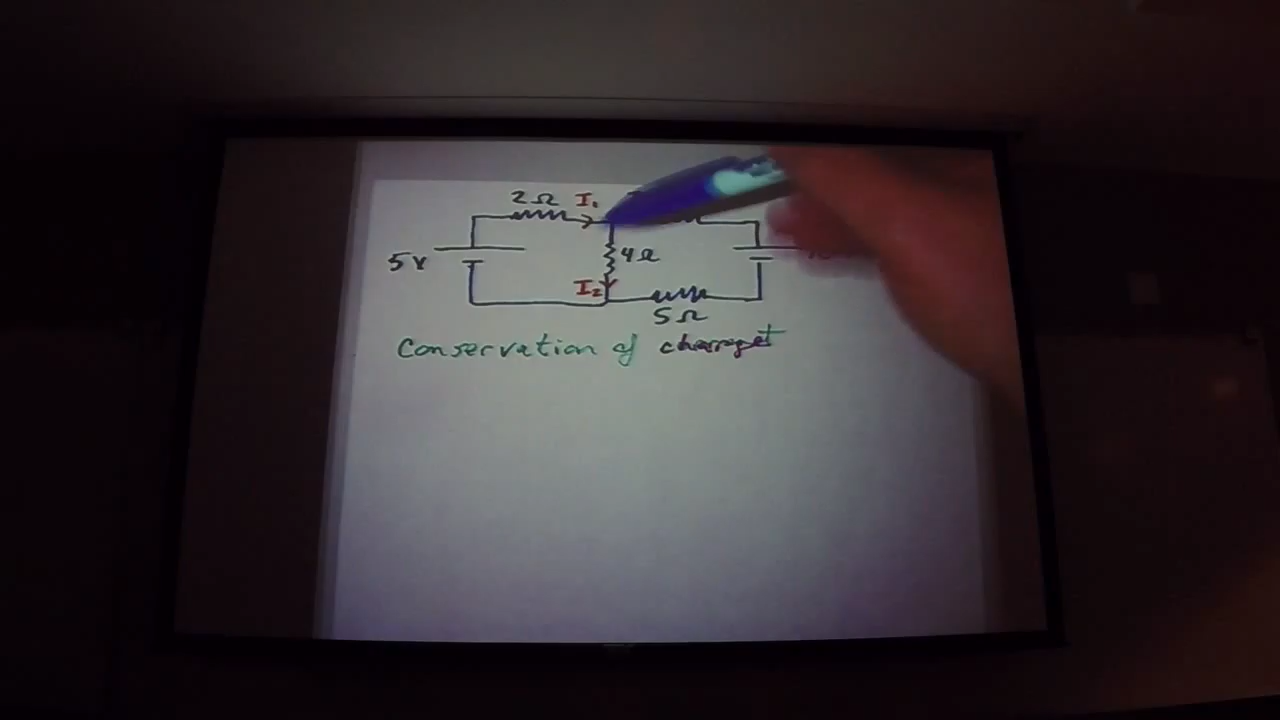 2Ω I₁
4Ω
5V
I₂
5Ω
Conservation of charge